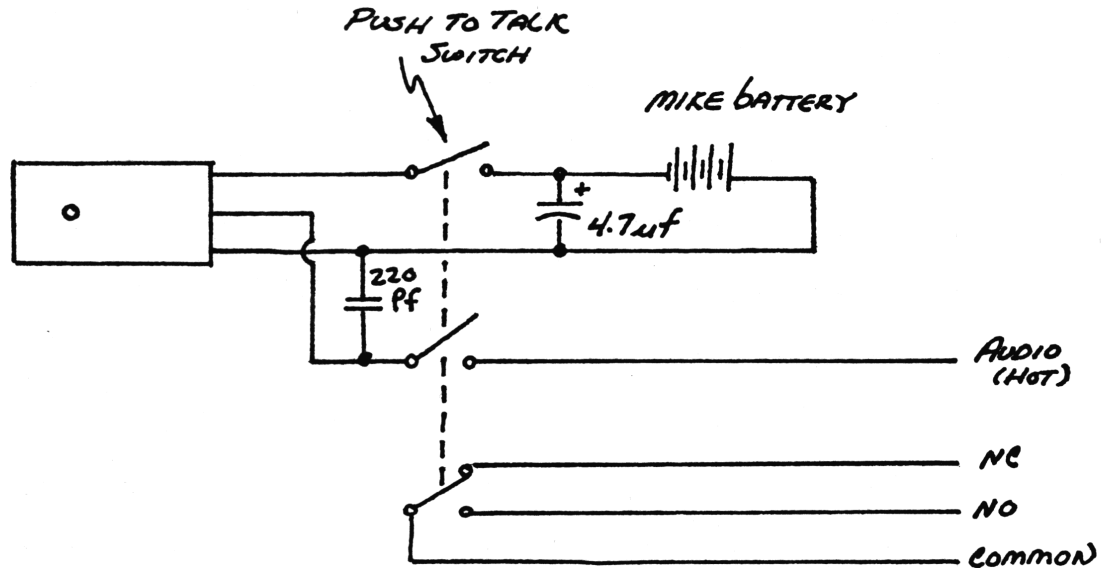 PUSH TO TALK
SWITCH
MIKE BATTERY
+
4.7uf
220
Pf
AUDIO
(HOT)
NC
NO
COMMON